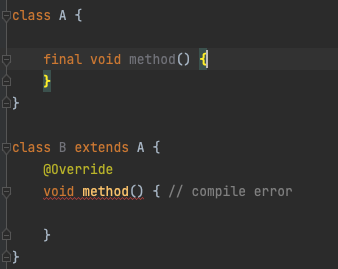 class A {
    final void method() {
    }
}
class B extends A {
    @Override
    void method() { // compile error
    }
}